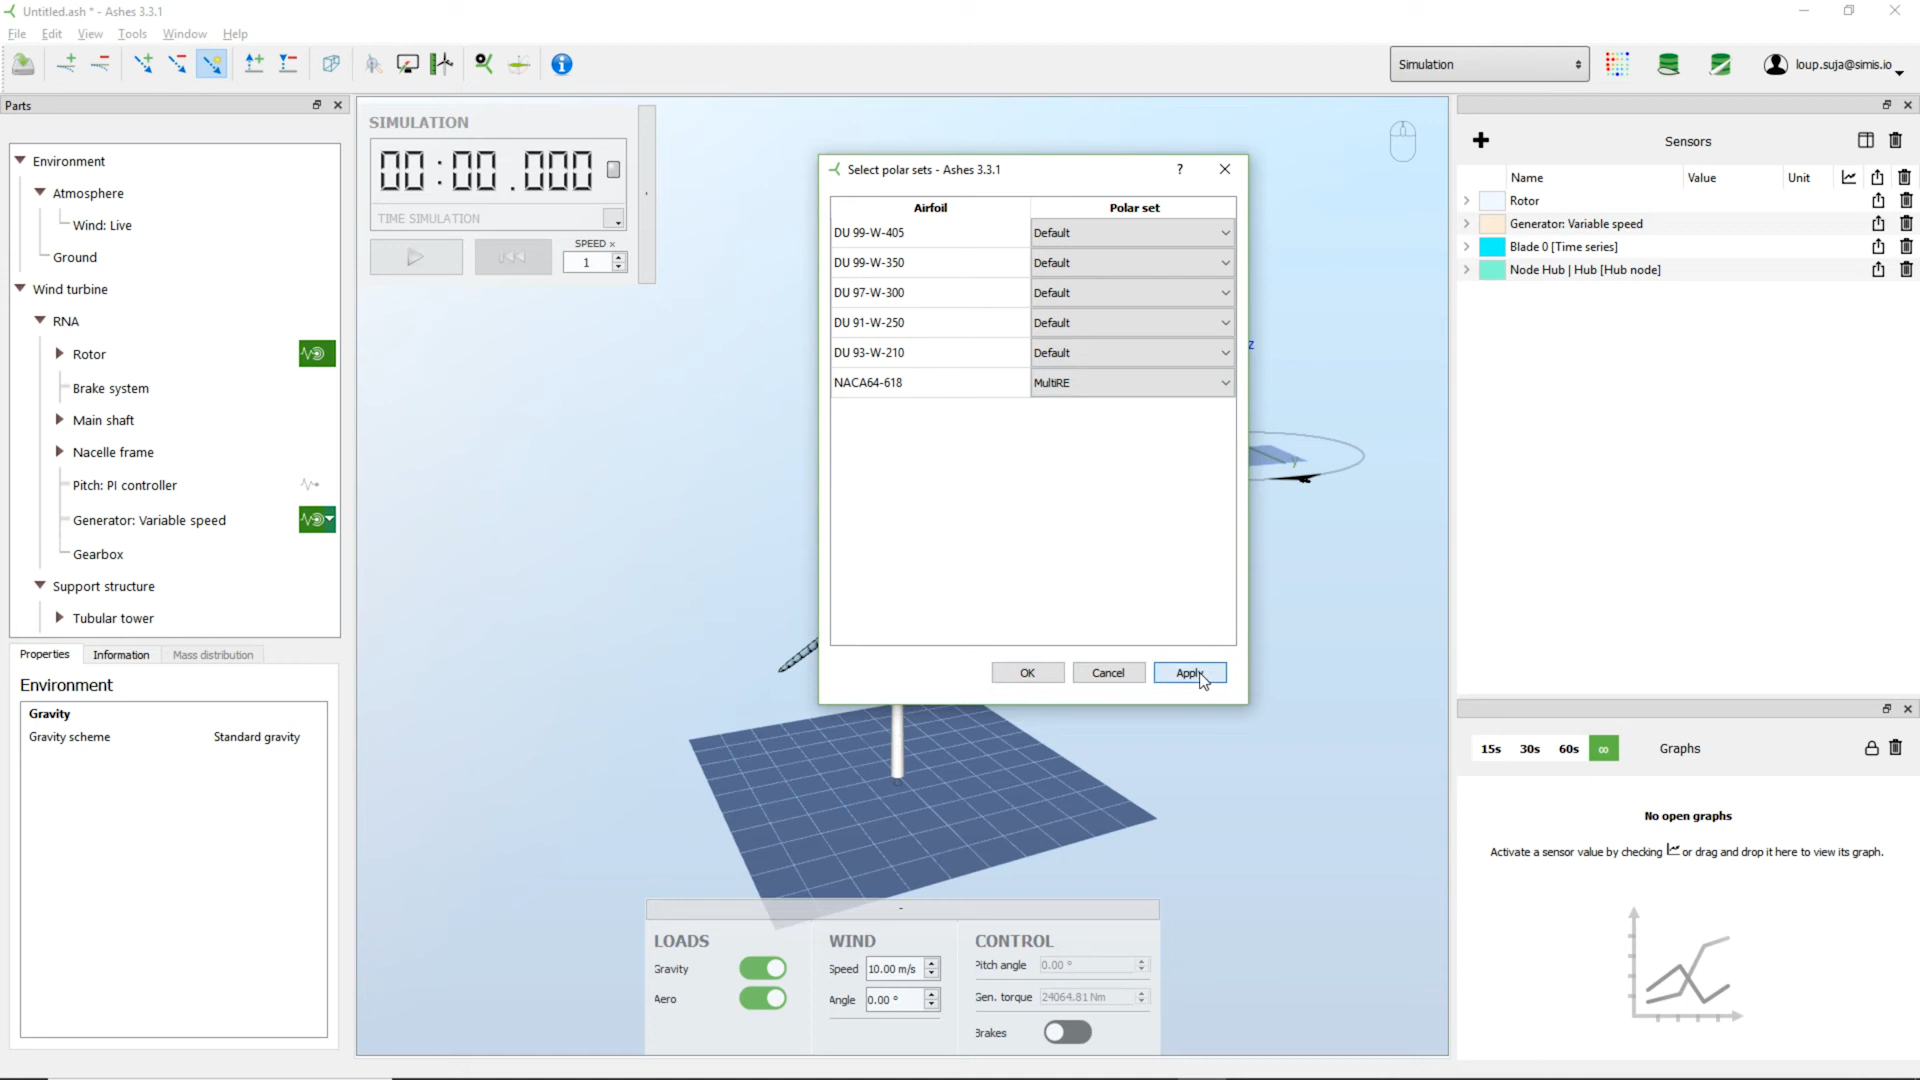 Untitled.ash * - Ashes 3.3.1
File Edit View Tools Window Help
Simulation
loup.suja@simis.io
Parts
Environment
Atmosphere
Wind: Live
Ground
Wind turbine
RNA
Rotor
Brake system
Main shaft
Nacelle frame
Pitch: PI controller
Generator: Variable speed
Gearbox
Support structure
Tubular tower
Properties Information Mass distribution
Environment
Gravity
Gravity scheme Standard gravity
SIMULATION
00:00.000
TIME SIMULATION
SPEED ×
1
Select polar sets - Ashes 3.3.1
?
Airfoil Polar set
DU 99-W-405 Default
DU 99-W-350 Default
DU 97-W-300 Default
DU 91-W-250 Default
DU 93-W-210 Default
NACA64-618 MultiRE
OK Cancel Apply
z
y
LOADS
Gravity
Aero
WIND
Speed 10.00 m/s
Angle 0.00 °
CONTROL
Pitch angle 0.00 °
Gen. torque 24064.81 Nm
Brakes
Sensors
Name Value Unit
Rotor
Generator: Variable speed
Blade 0 [Time series]
Node Hub | Hub [Hub node]
15s 30s 60s ∞ Graphs
No open graphs
Activate a sensor value by checking or drag and drop it here to view its graph.